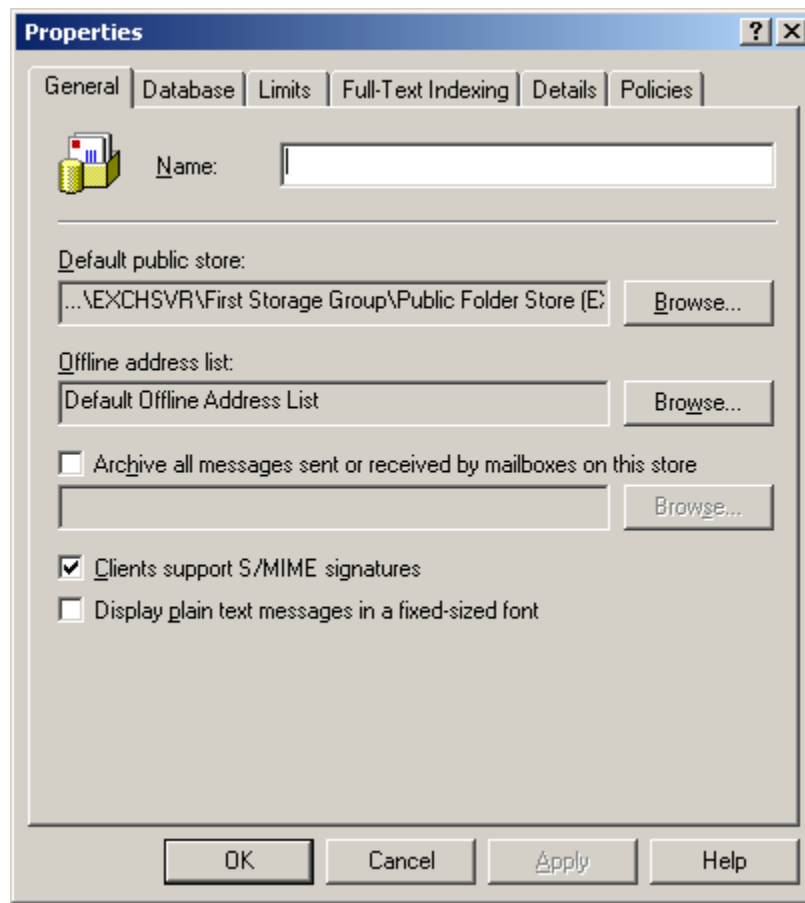 Properties
General Database Limits Full-Text Indexing Details Policies
Name:
Default public store:
...\EXCHSVR\First Storage Group\Public Folder Store (EX Browse...
Offline address list:
Default Offline Address List Browse...
Archive all messages sent or received by mailboxes on this store
Browse...
Clients support S/MIME signatures
Display plain text messages in a fixed-sized font
OK Cancel Apply Help